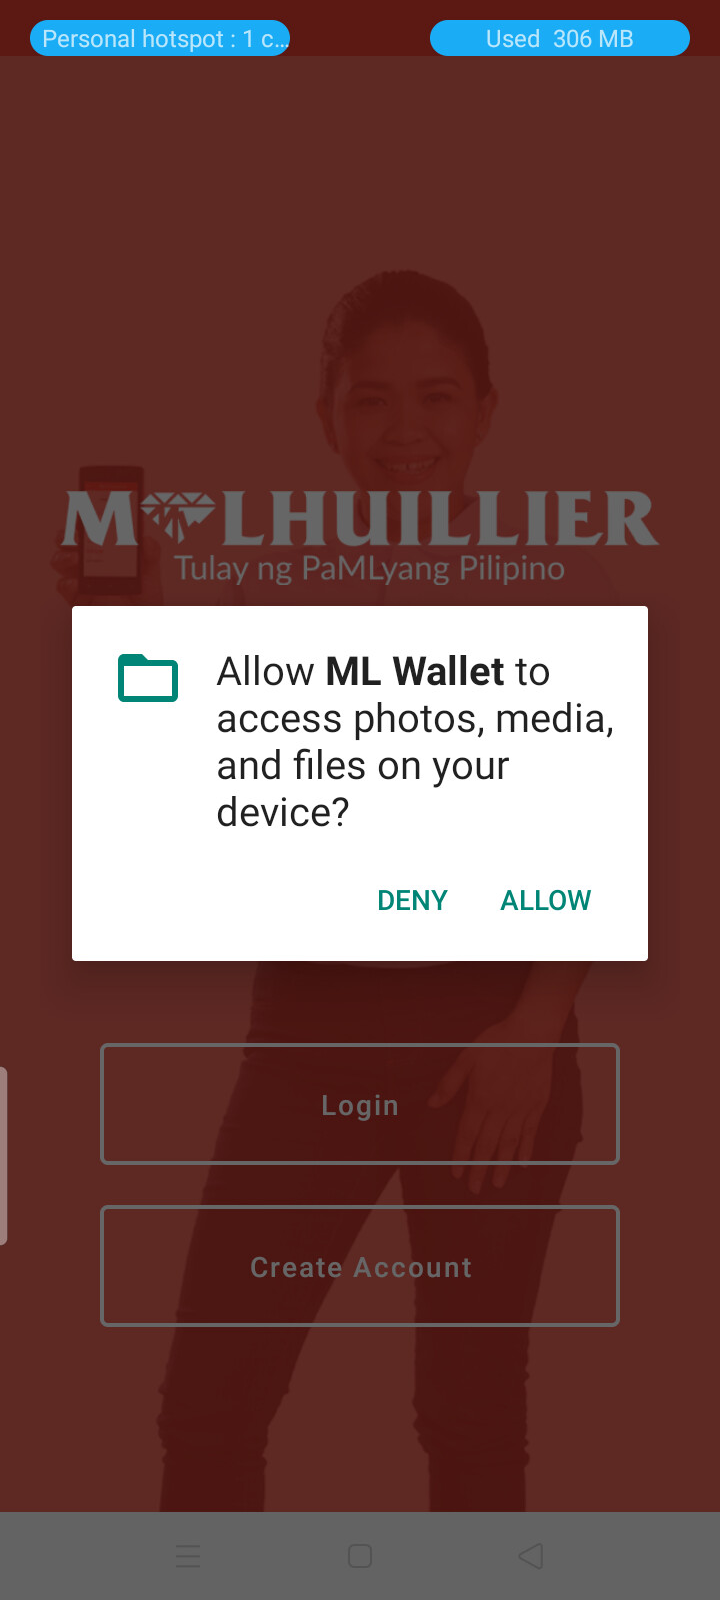 Personal hotspot : 1 c... Used 306 MB
M LHUILLIER
Tulay ng PaMLyang Pilipino
Allow ML Wallet to
access photos, media,
and files on your
device?
DENY ALLOW
Login
Create Account